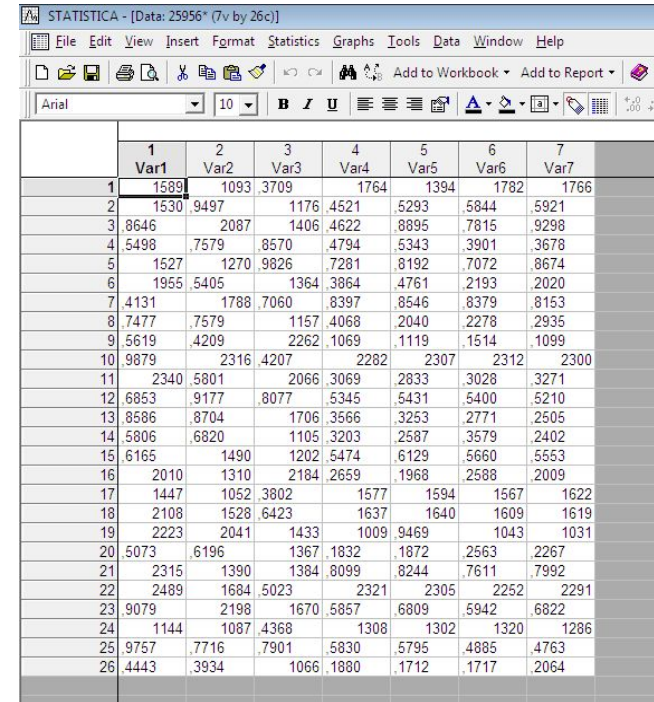 STATISTICA - [Data: 25956* (7v by 26c)]
File Edit View Insert Format Statistics Graphs Tools Data Window Help
Add to Workbook Add to Report
Arial 10 B I U A
1 2 3 4 5 6 7
Var1 Var2 Var3 Var4 Var5 Var6 Var7
1 1589 1093 ,3709 1764 1394 1782 1766
2 1530 ,9497 1176 ,4521 ,5293 ,5844 ,5921
3 ,8646 2087 1406 ,4622 ,8895 ,7815 ,9298
4 ,5498 ,7579 ,8570 ,4794 ,5343 ,3901 ,3678
5 1527 1270 ,9826 ,7281 ,8192 ,7072 ,8674
6 1955 ,5405 1364 ,3864 ,4761 ,2193 ,2020
7 ,4131 1788 ,7060 ,8397 ,8546 ,8379 ,8153
8 ,7477 ,7579 1157 ,4068 ,2040 ,2278 ,2935
9 ,5619 ,4209 2262 ,1069 ,1119 ,1514 ,1099
10 ,9879 2316 ,4207 2282 2307 2312 2300
11 2340 ,5801 2066 ,3069 ,2833 ,3028 ,3271
12 ,6853 ,9177 ,8077 ,5345 ,5431 ,5400 ,5210
13 ,8586 ,8704 1706 ,3566 ,3253 ,2771 ,2505
14 ,5806 ,6820 1105 ,3203 ,2587 ,3579 ,2402
15 ,6165 1490 1202 ,5474 ,6129 ,5660 ,5553
16 2010 1310 2184 ,2659 ,1968 ,2588 ,2009
17 1447 1052 ,3802 1577 1594 1567 1622
18 2108 1528 ,6423 1637 1640 1609 1619
19 2223 2041 1433 1009 ,9469 1043 1031
20 ,5073 ,6196 1367 ,1832 ,1872 ,2563 ,2267
21 2315 1390 1384 ,8099 ,8244 ,7611 ,7992
22 2489 1684 ,5023 2321 2305 2252 2291
23 ,9079 2198 1670 ,5857 ,6809 ,5942 ,6822
24 1144 1087 ,4368 1308 1302 1320 1286
25 ,9757 ,7716 ,7901 ,5830 ,5795 ,4885 ,4763
26 ,4443 ,3934 1066 ,1880 ,1712 ,1717 ,2064